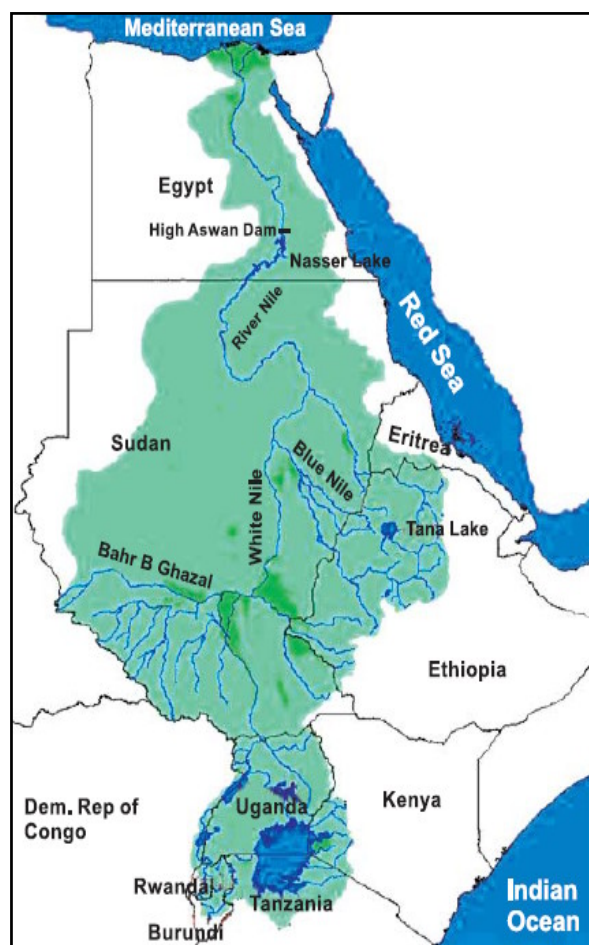 Mediterranean Sea
Egypt
High Aswan Dam
Nasser Lake
River Nile
Red Sea
Sudan
Eritrea
Blue Nile
White Nile
Tana Lake
Bahr B Ghazal
Ethiopia
Dem. Rep of
Congo
Uganda
Kenya
Rwanda
Tanzania
Burundi
Indian
Ocean